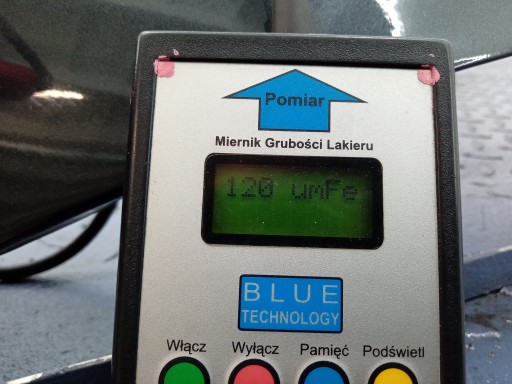 Pomiar
Miernik Grubości Lakieru
120 umFe
BLUE
TECHNOLOGY
Włącz Wyłącz Pamięć Podświetl